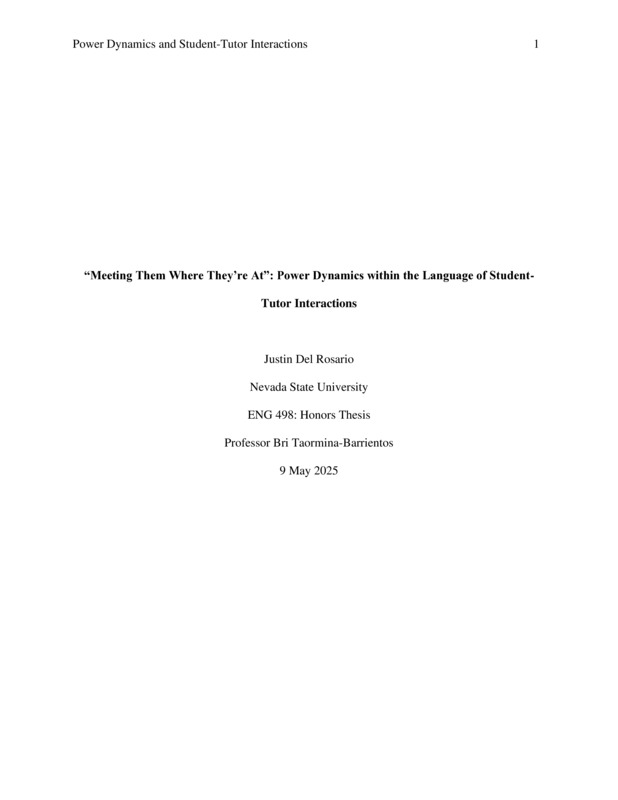 Power Dynamics and Student-Tutor Interactions 1
“Meeting Them Where They’re At”: Power Dynamics within the Language of Student-
Tutor Interactions
Justin Del Rosario
Nevada State University
ENG 498: Honors Thesis
Professor Bri Taormina-Barrientos
9 May 2025